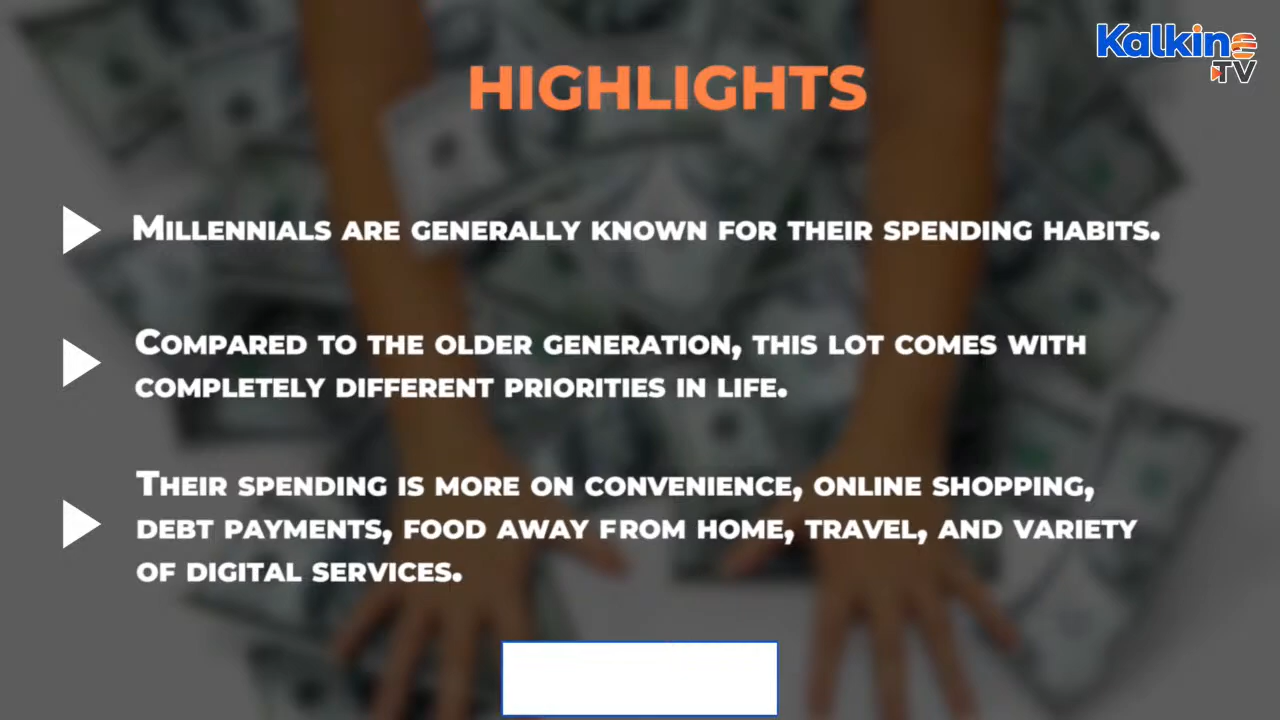 Kalkine
TV
HIGHLIGHTS
Millennials are generally known for their spending habits.
Compared to the older generation, this lot comes with
completely different priorities in life.
Their spending is more on convenience, online shopping,
debt payments, food away from home, travel, and variety
of digital services.